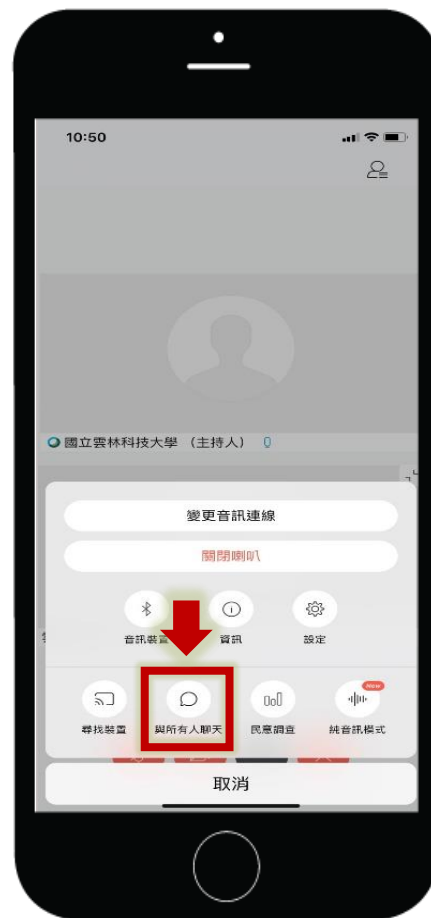 10:50
國立雲林科技大學 （主持人）
變更音訊連線
關閉喇叭
音訊裝置 資訊 設定
New
尋找裝置 與所有人聊天 民意調查 純音訊模式
取消